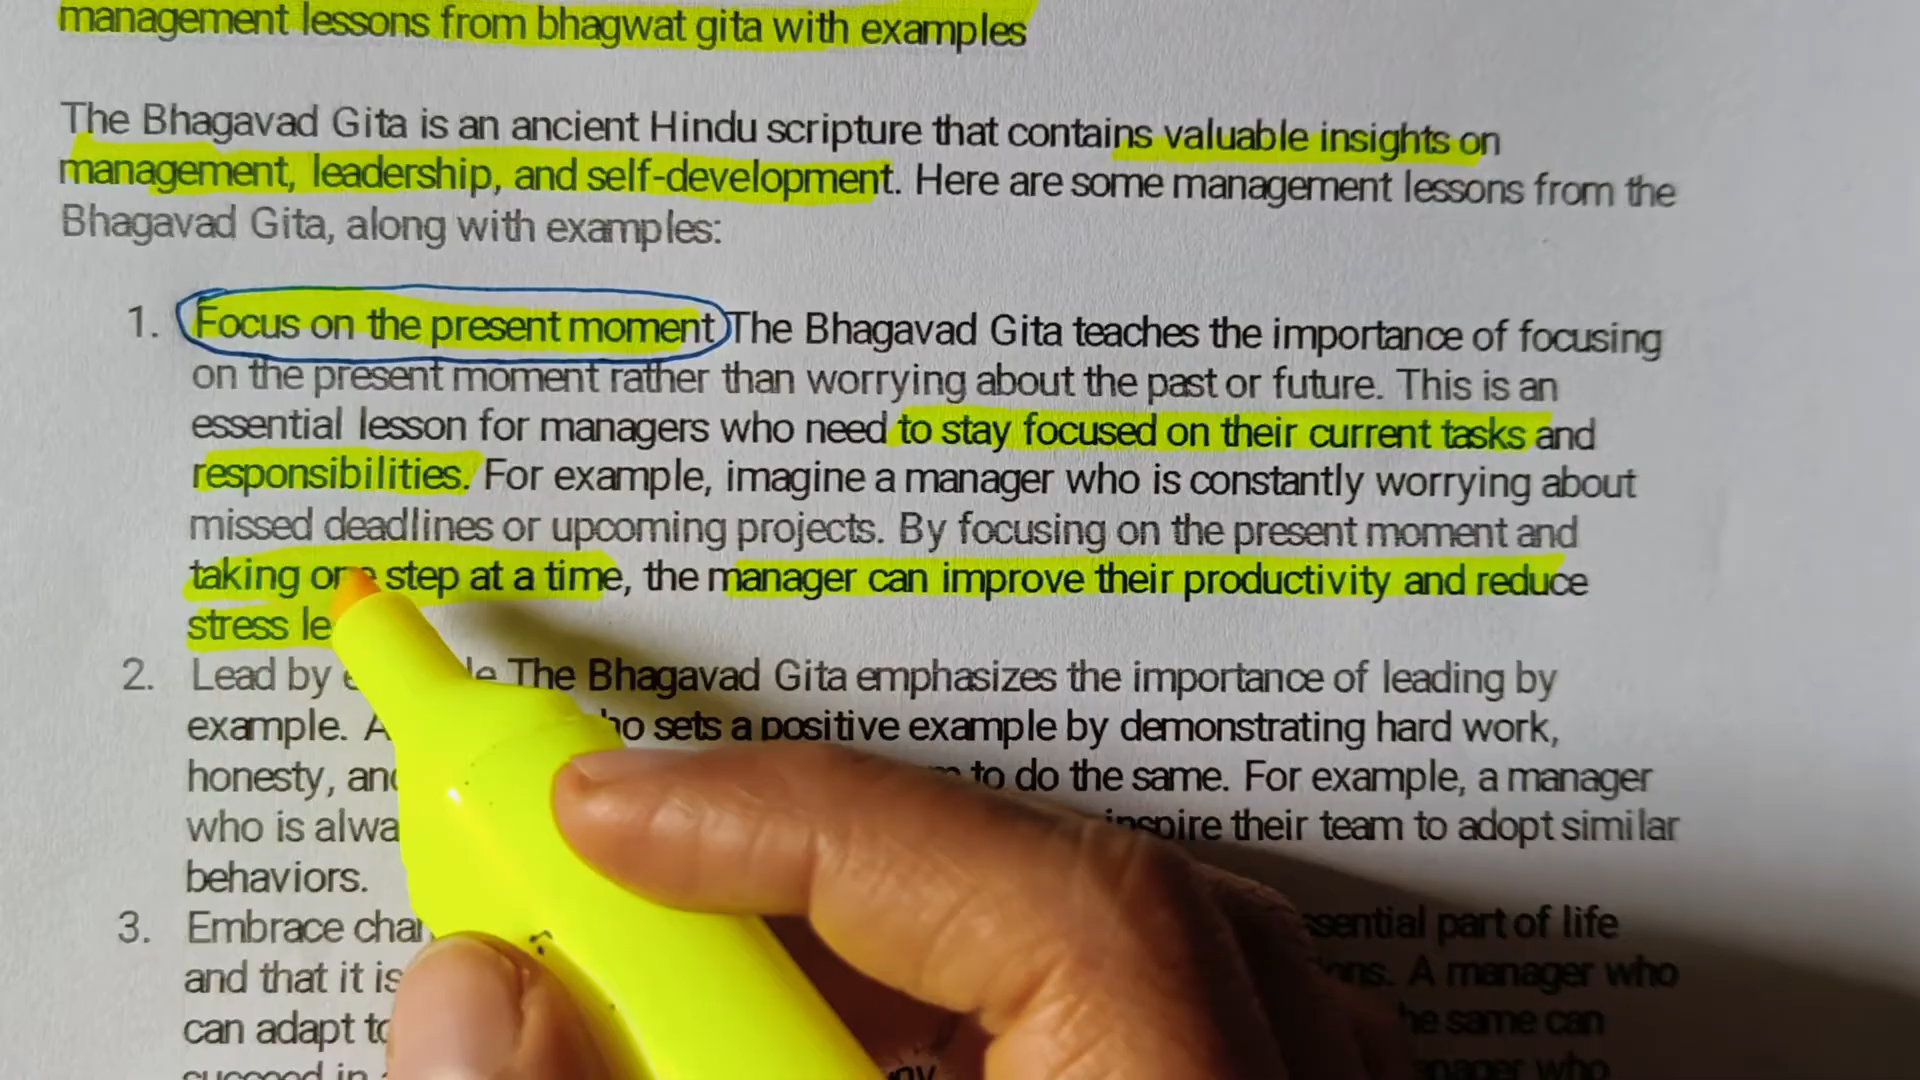 management lessons from bhagwat gita with examples
The Bhagavad Gita is an ancient Hindu scripture that contains valuable insights on
management, leadership, and self-development. Here are some management lessons from the
Bhagavad Gita, along with examples:
1. Focus on the present moment The Bhagavad Gita teaches the importance of focusing
on the present moment rather than worrying about the past or future. This is an
essential lesson for managers who need to stay focused on their current tasks and
responsibilities. For example, imagine a manager who is constantly worrying about
missed deadlines or upcoming projects. By focusing on the present moment and
taking one step at a time, the manager can improve their productivity and reduce
stress
2. Lead by The Bhagavad Gita emphasizes the importance of leading by
example. sets a positive example by demonstrating hard work,
honesty, to do the same. For example, a manager
who is inspire their team to adopt similar
behaviors.
3. Embrace part of life
and that it is A manager who
can adapt the same can
who